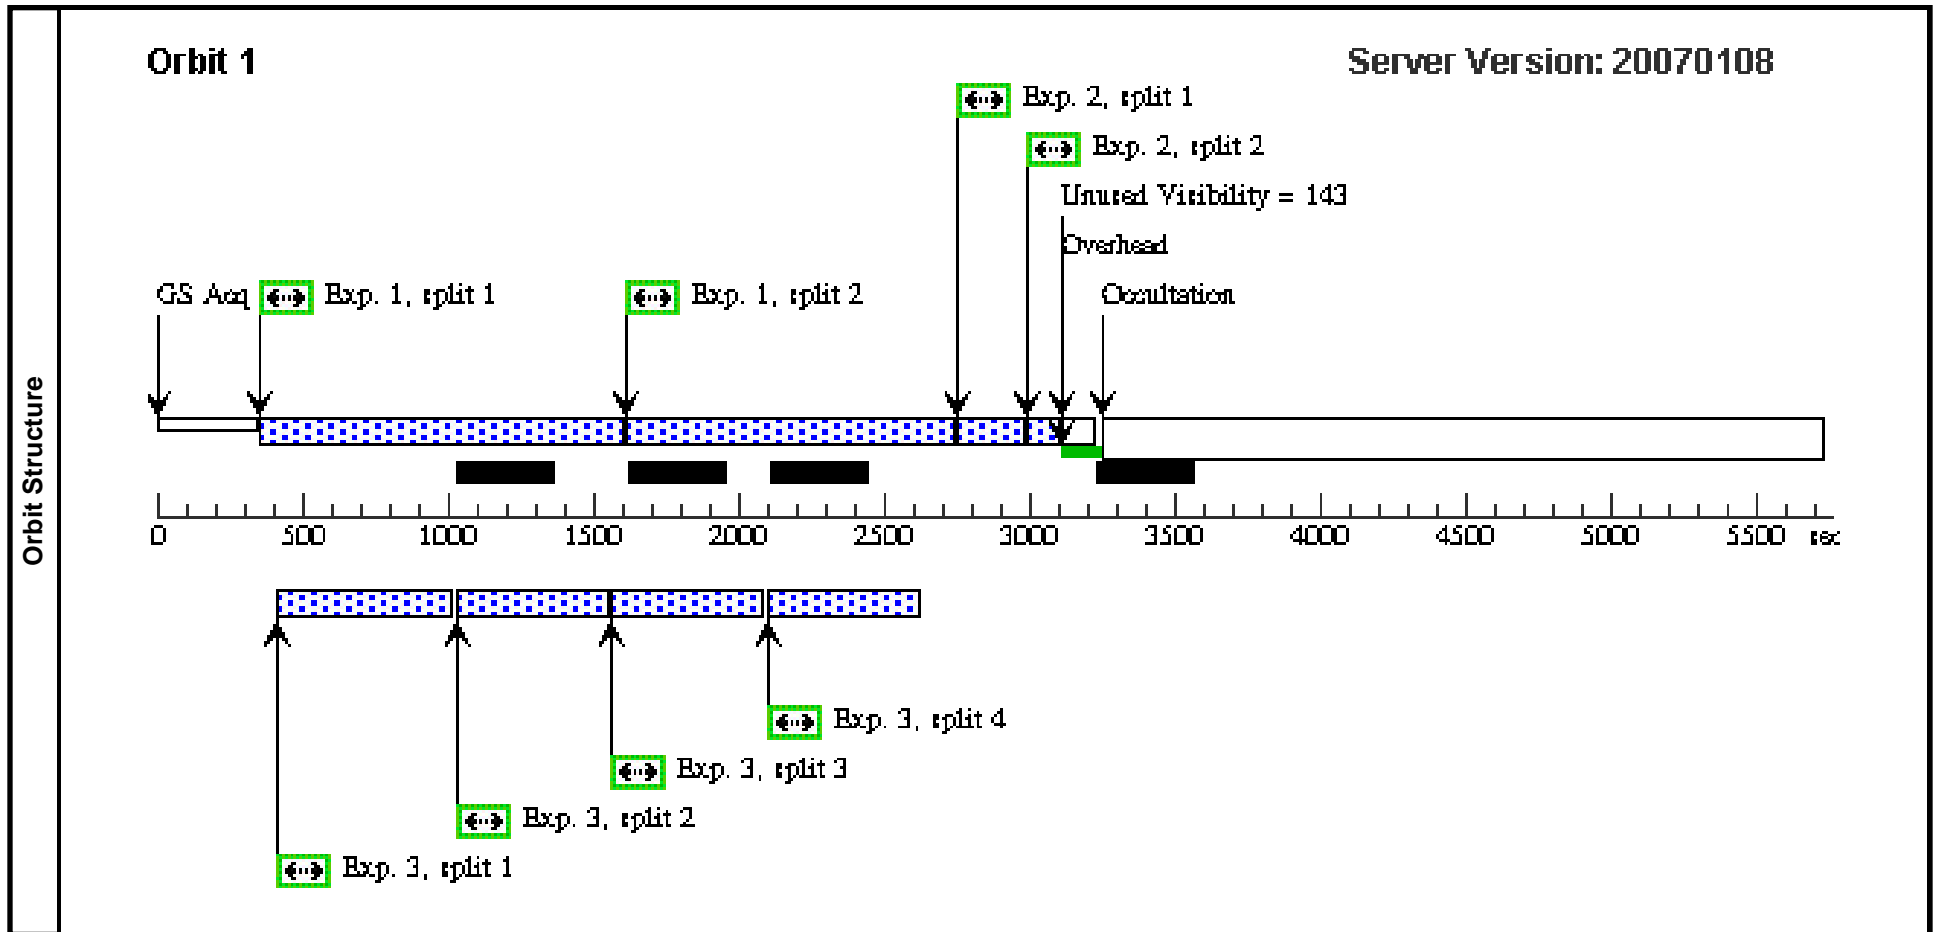 Orbit 1
Server Version: 20070108
Exp. 2, split 1
Exp. 2, split 2
Unused Visibility = 143
Overhead
GS Acq
Exp. 1, split 1
Exp. 1, split 2
Occultation
Orbit Structure
0 500 1000 1500 2000 2500 3000 3500 4000 4500 5000 5500 sec
Exp. 3, split 4
Exp. 3, split 3
Exp. 3, split 2
Exp. 3, split 1